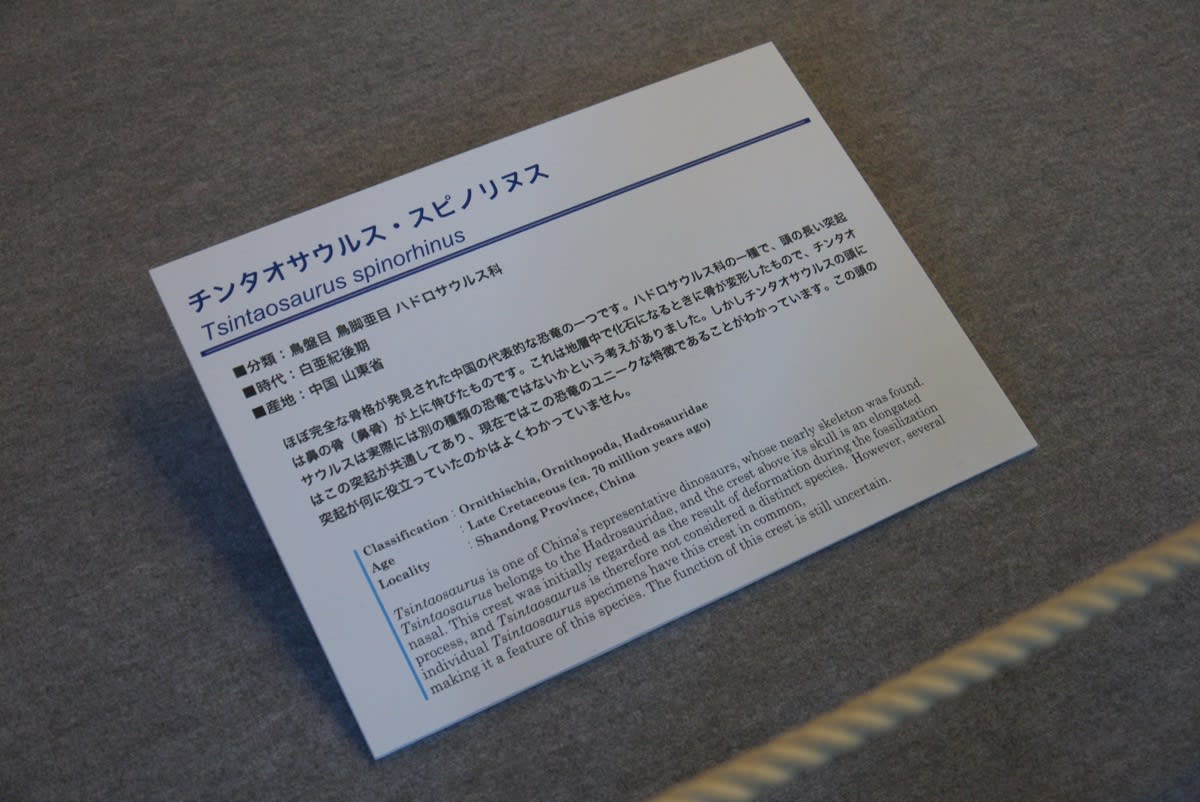 チンタオサウルス・スピノリヌス
Tsintaosaurus spinorhinus
■分類：鳥盤目 鳥脚亜目 ハドロサウルス科
■時代：白亜紀後期
■産地：中国 山東省
ほぼ完全な骨格が発見された中国の代表的な恐竜の一つです。ハドロサウルス科の一種で、頭の長い突起
は鼻の骨（鼻骨）が上に伸びたものです。これは地層中で化石になるときに骨が変形したもので、チンタオ
サウルスは実際には別の種類の恐竜ではないかという考えがありました。しかしチンタオサウルスの頭に
はこの突起が共通してあり、現在ではこの恐竜のユニークな特徴であることがわかっています。この頭の
突起が何に役立っていたのかはよくわかっていません。
Classification : Ornithischia, Ornithopoda, Hadrosauridae
Age : Late Cretaceous (ca. 70 million years ago)
Locality : Shandong Province, China
Tsintaosaurus is one of China's representative dinosaurs, whose nearly skeleton was found.
Tsintaosaurus belongs to the Hadrosauridae, and the crest above its skull is an elongated
nasal. This crest was initially regarded as the result of deformation during the fossilization
process, and Tsintaosaurus is therefore not considered a distinct species. However, several
individual Tsintaosaurus specimens have this crest in common,
making it a feature of this species. The function of this crest is still uncertain.